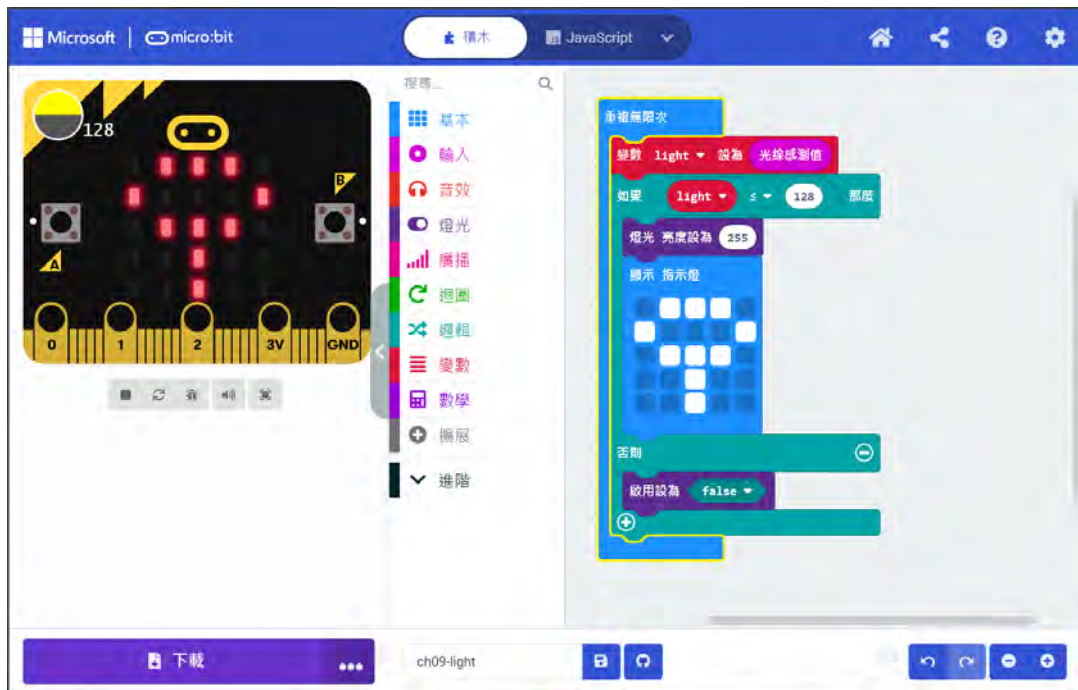 Microsoft | micro:bit
積木
JavaScript
128
B
A
0 1 2 3V GND
搜尋...
基本
輸入
音效
燈光
廣播
迴圈
邏輯
變數
數學
擴展
進階
重複無限次
變數 light 設為 光線感測值
如果 light ≤ 128 那麼
燈光 亮度設為 255
顯示 指示燈
否則
啟用設為 false
下載
ch09-light